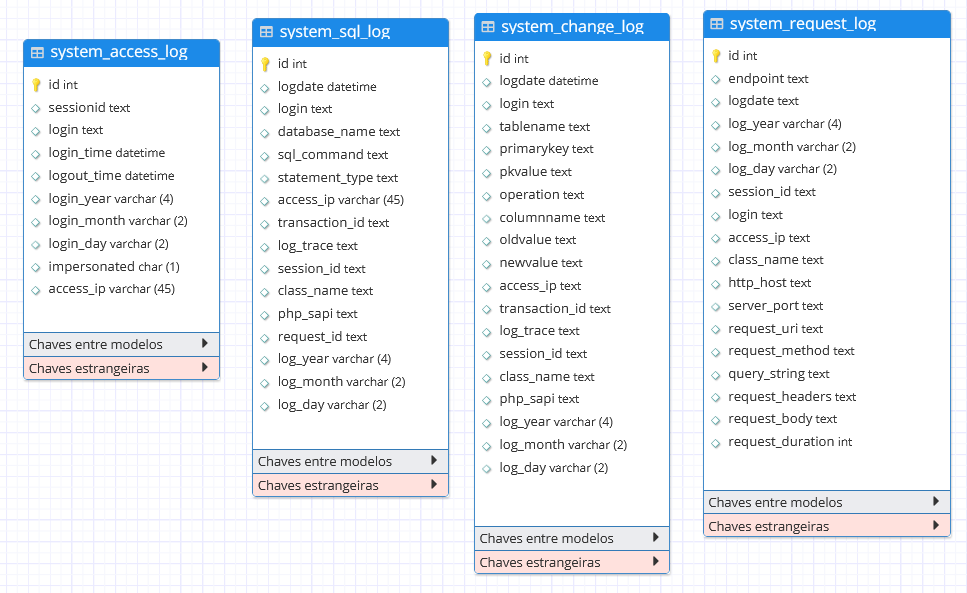 system_access_log
id int
sessionid text
login text
login_time datetime
logout_time datetime
login_year varchar (4)
login_month varchar (2)
login_day varchar (2)
impersonated char (1)
access_ip varchar (45)
Chaves entre modelos
Chaves estrangeiras
system_sql_log
id int
logdate datetime
login text
database_name text
sql_command text
statement_type text
access_ip varchar (45)
transaction_id text
log_trace text
session_id text
class_name text
php_sapi text
request_id text
log_year varchar (4)
log_month varchar (2)
log_day varchar (2)
Chaves entre modelos
Chaves estrangeiras
system_change_log
id int
logdate datetime
login text
tablename text
primarykey text
pkvalue text
operation text
columnname text
oldvalue text
newvalue text
access_ip text
transaction_id text
log_trace text
session_id text
class_name text
php_sapi text
log_year varchar (4)
log_month varchar (2)
log_day varchar (2)
Chaves entre modelos
Chaves estrangeiras
system_request_log
id int
endpoint text
logdate text
log_year varchar (4)
log_month varchar (2)
log_day varchar (2)
session_id text
login text
access_ip text
class_name text
http_host text
server_port text
request_uri text
request_method text
query_string text
request_headers text
request_body text
request_duration int
Chaves entre modelos
Chaves estrangeiras